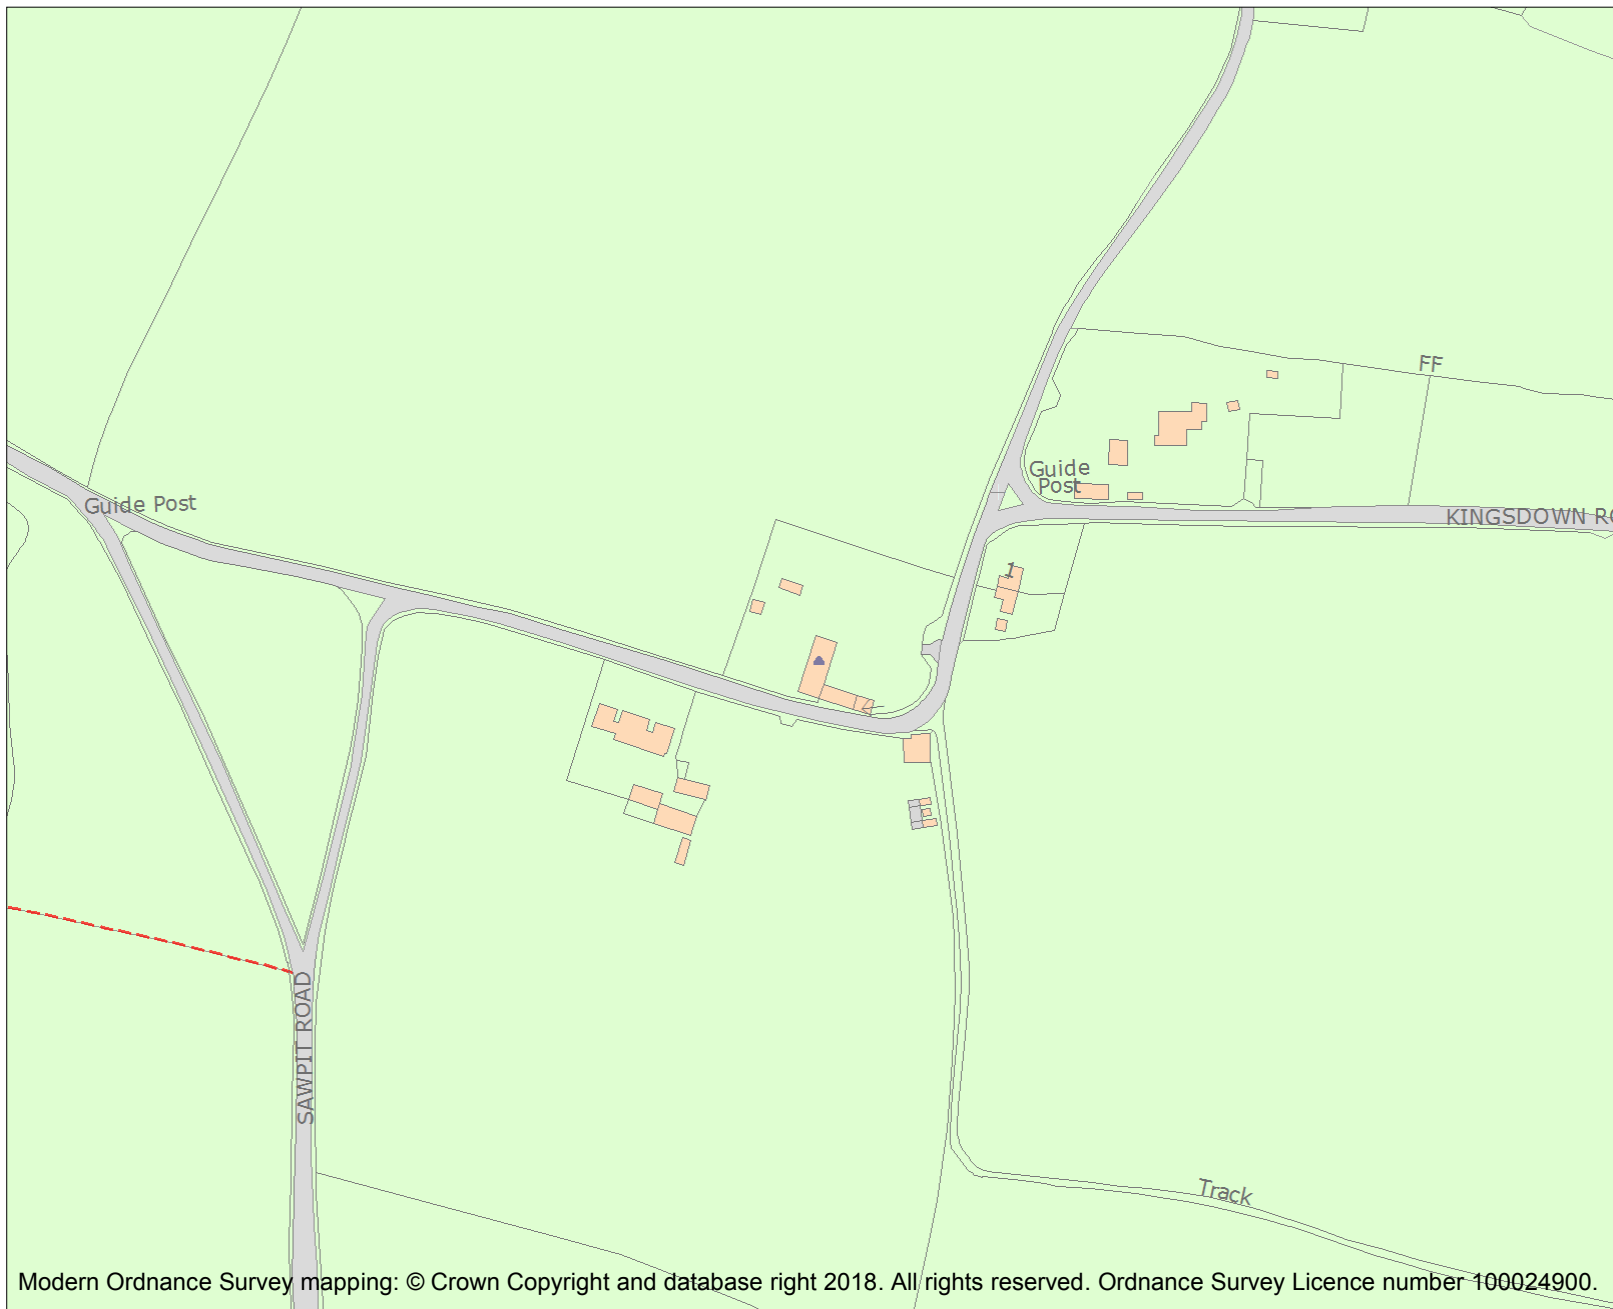 FF
Guide
Post
Guide Post
KINGSDOWN RO
1
SAWPIT ROAD
Track
Modern Ordnance Survey mapping: © Crown Copyright and database right 2018. All rights reserved. Ordnance Survey Licence number 100024900.